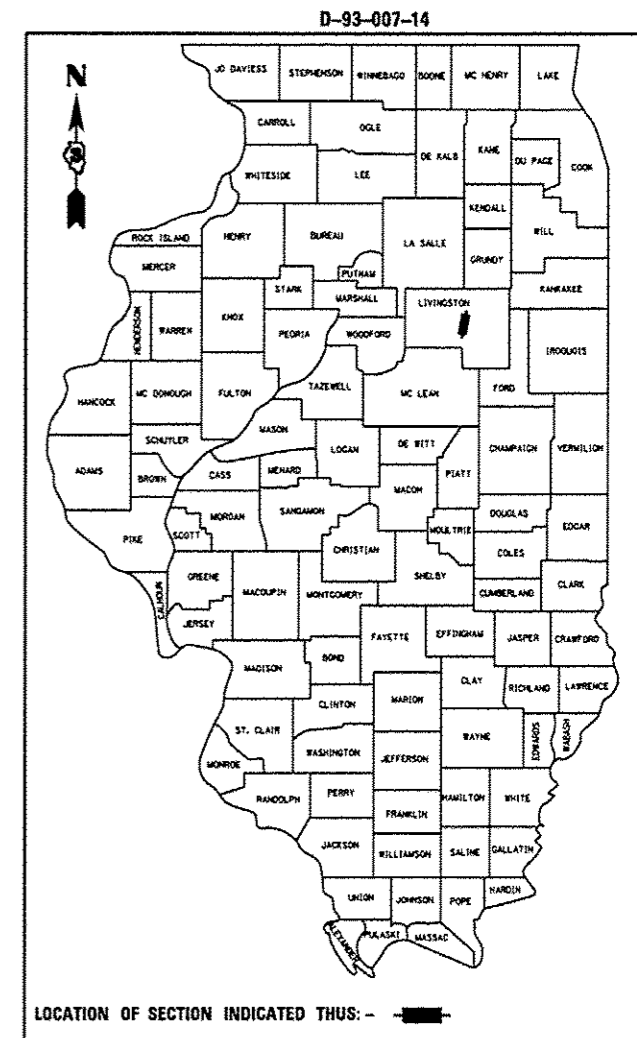 D-93-007-14
N
JO DAVIESS STEPHENSON WINNEBAGO BOONE MC HENRY LAKE
CARROLL OGLE DE KALB KANE DU PAGE COOK
WHITESIDE LEE KENDALL WILL
ROCK ISLAND HENRY BUREAU LA SALLE GRUNDY
MERCER PUTNAM KANKAKEE
STARK MARSHALL LIVINGSTON
HENDERSON WARREN KNOX PEORIA WOODFORD IROQUOIS
HANCOCK MC DONOUGH FULTON TAZEWELL MC LEAN FORD
SCHUYLER MASON LOGAN DE WITT CHAMPAIGN VERMILION
ADAMS BROWN CASS MENARD MACON PIATT
PIKE SCOTT MORGAN SANGAMON CHRISTIAN MOULTRIE DOUGLAS EDGAR
COLES
CALHOUN GREENE MACOUPIN MONTGOMERY SHELBY CUMBERLAND CLARK
JERSEY FAYETTE EFFINGHAM JASPER CRAWFORD
MADISON BOND CLAY RICHLAND LAWRENCE
CLINTON MARION
ST. CLAIR WAYNE EDWARDS WABASH
MONROE WASHINGTON JEFFERSON
RANDOLPH PERRY HAMILTON WHITE
FRANKLIN
JACKSON WILLIAMSON SALINE GALLATIN
UNION JOHNSON POPE HARDIN
ALEXANDER PULASKI MASSAC
LOCATION OF SECTION INDICATED THUS: -